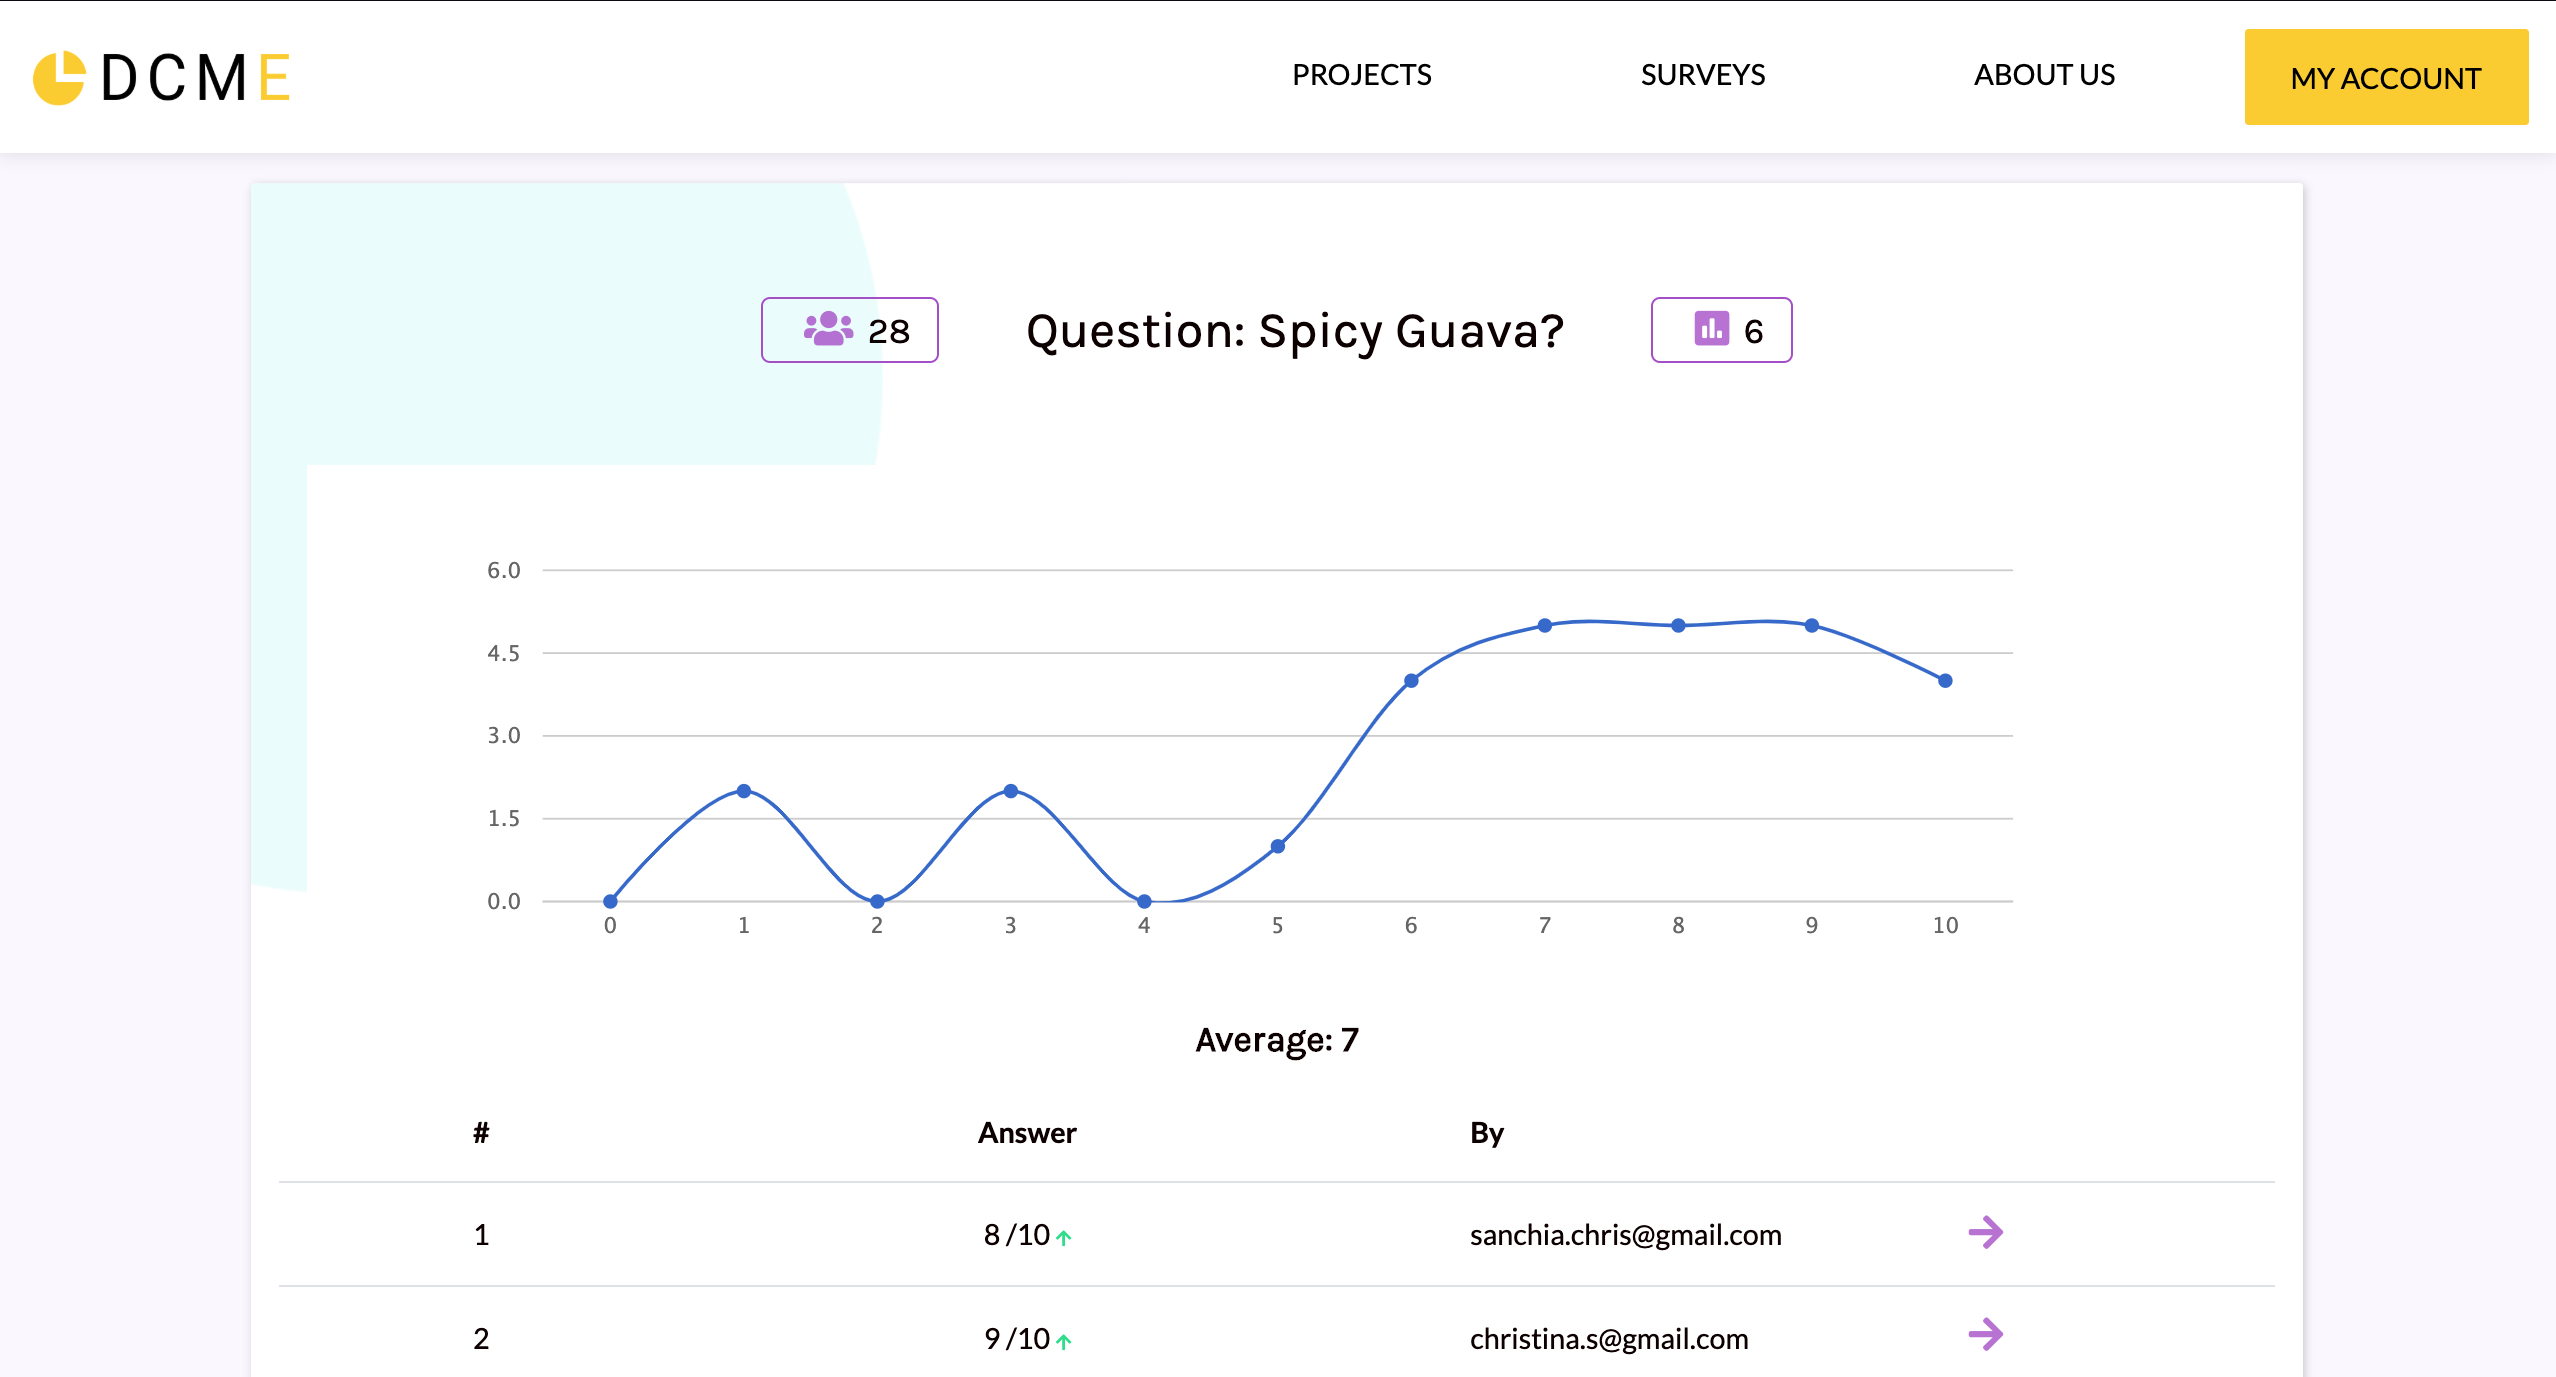 DCME
PROJECTS
SURVEYS
ABOUT US
MY ACCOUNT
28
Question: Spicy Guava?
6
6.0
4.5
3.0
1.5
0.0
0 1 2 3 4 5 6 7 8 9 10
Average: 7
# Answer By
1 8 /10 sanchia.chris@gmail.com
2 9 /10 christina.s@gmail.com